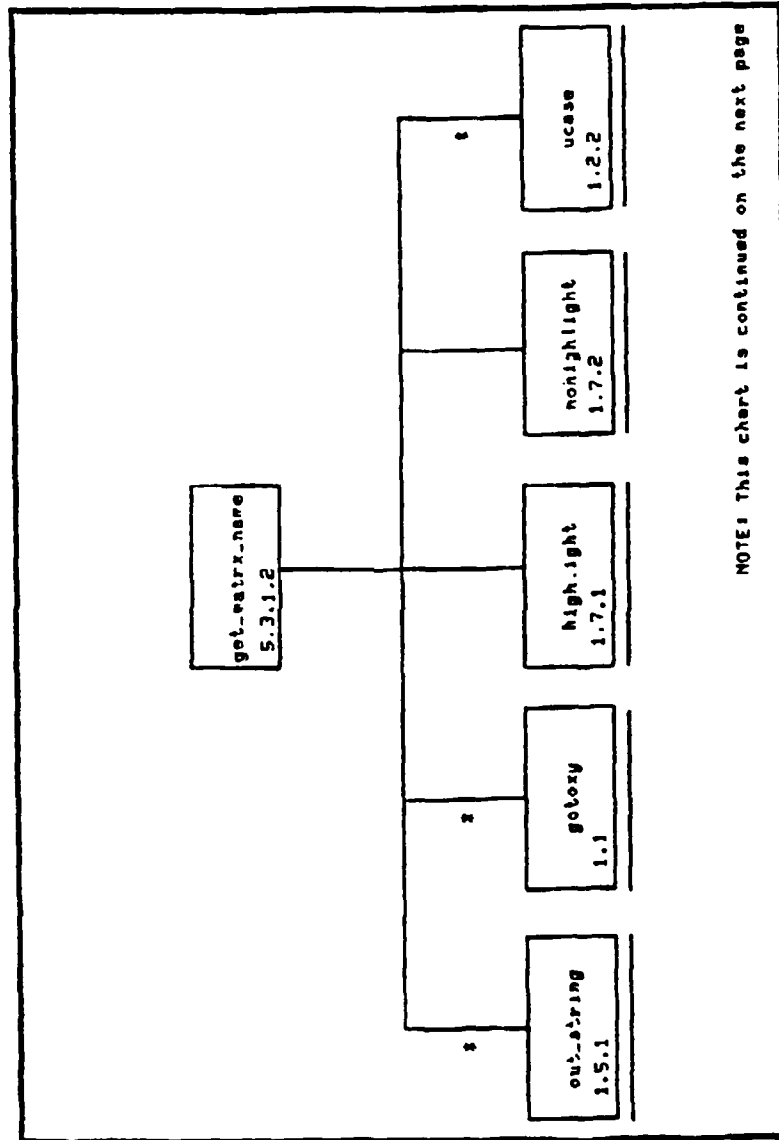 get_matrx_name
5.3.1.2
*
*
*
out_string
1.5.1
gotoxy
1.1
highlight
1.7.1
nohighlight
1.7.2
ucase
1.2.2
NOTE: This chart is continued on the next page